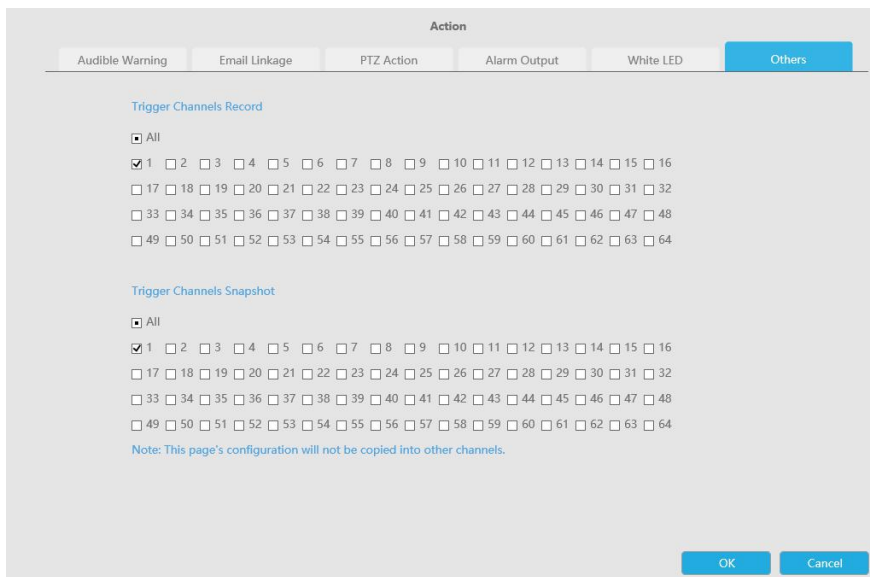 Action
Audible Warning Email Linkage PTZ Action Alarm Output White LED Others
Trigger Channels Record
All
1 2 3 4 5 6 7 8 9 10 11 12 13 14 15 16
17 18 19 20 21 22 23 24 25 26 27 28 29 30 31 32
33 34 35 36 37 38 39 40 41 42 43 44 45 46 47 48
49 50 51 52 53 54 55 56 57 58 59 60 61 62 63 64
Trigger Channels Snapshot
All
1 2 3 4 5 6 7 8 9 10 11 12 13 14 15 16
17 18 19 20 21 22 23 24 25 26 27 28 29 30 31 32
33 34 35 36 37 38 39 40 41 42 43 44 45 46 47 48
49 50 51 52 53 54 55 56 57 58 59 60 61 62 63 64
Note: This page's configuration will not be copied into other channels.
OK Cancel